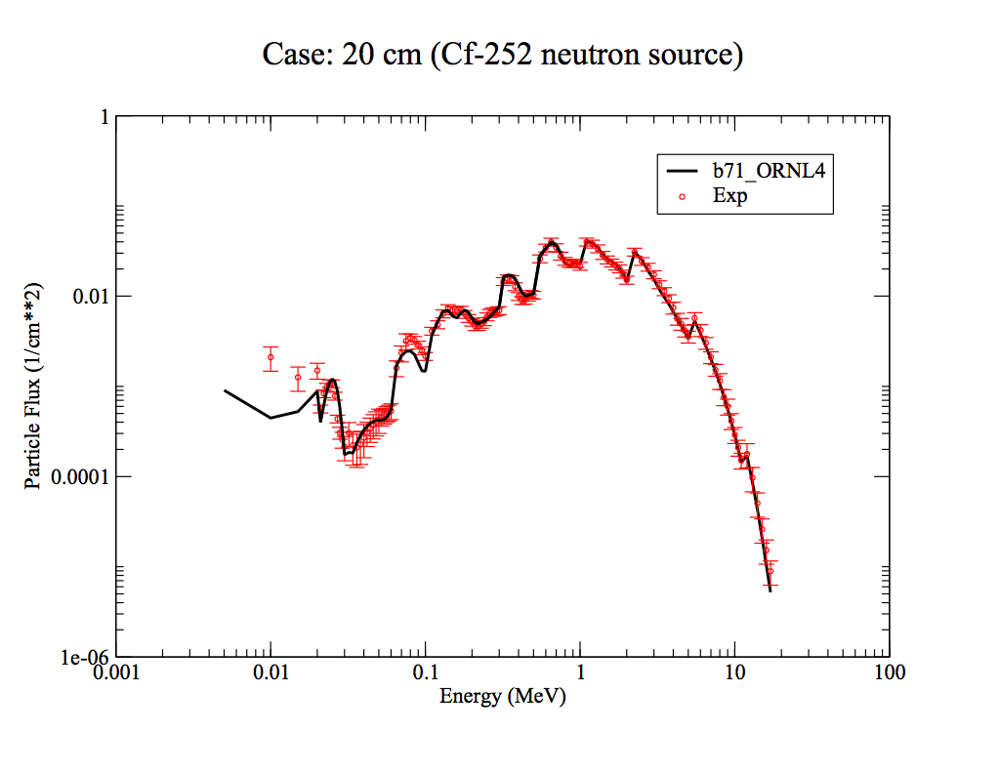 Case: 20 cm (Cf-252 neutron source)
b71_ORNL4
Exp
1
0.01
0.0001
1e-06
Particle Flux (1/cm**2)
0.001
0.01
0.1
1
10
100
Energy (MeV)